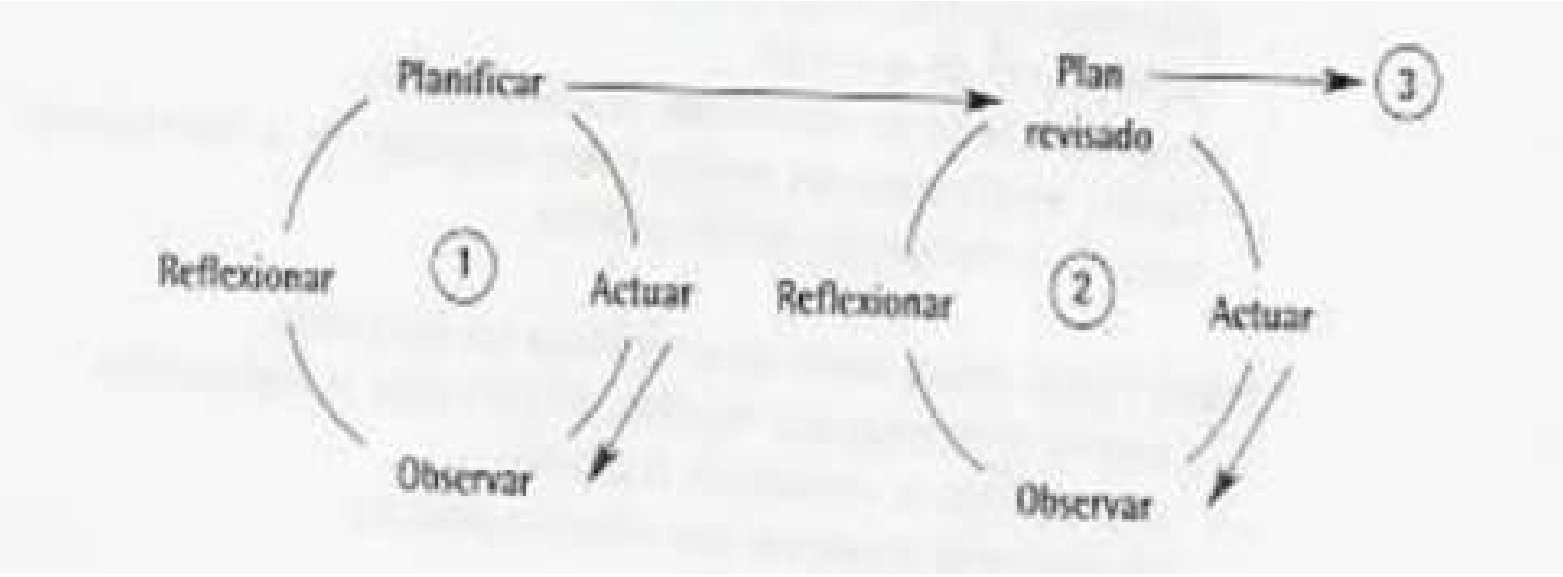 Planificar
Plan
revisado
3
Reflexionar
1
Actuar
Reflexionar
2
Actuar
Observar
Observar